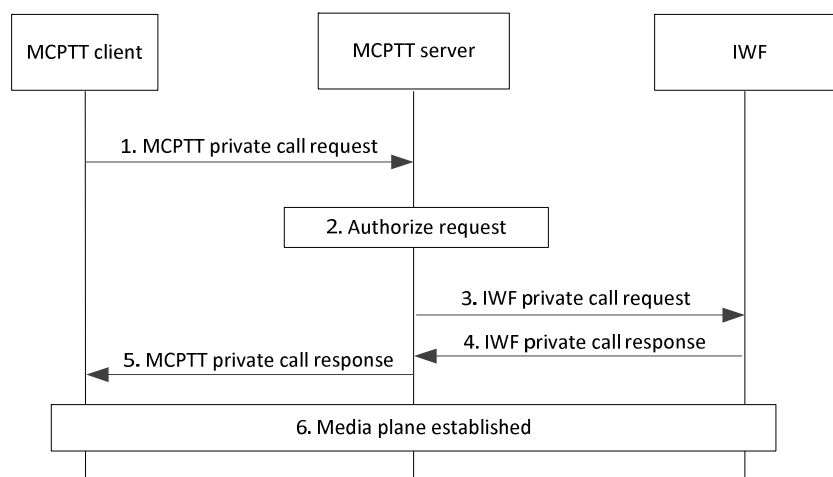 MCPTT client
MCPTT server
IWF
1. MCPTT private call request
2. Authorize request
3. IWF private call request
4. IWF private call response
5. MCPTT private call response
6. Media plane established